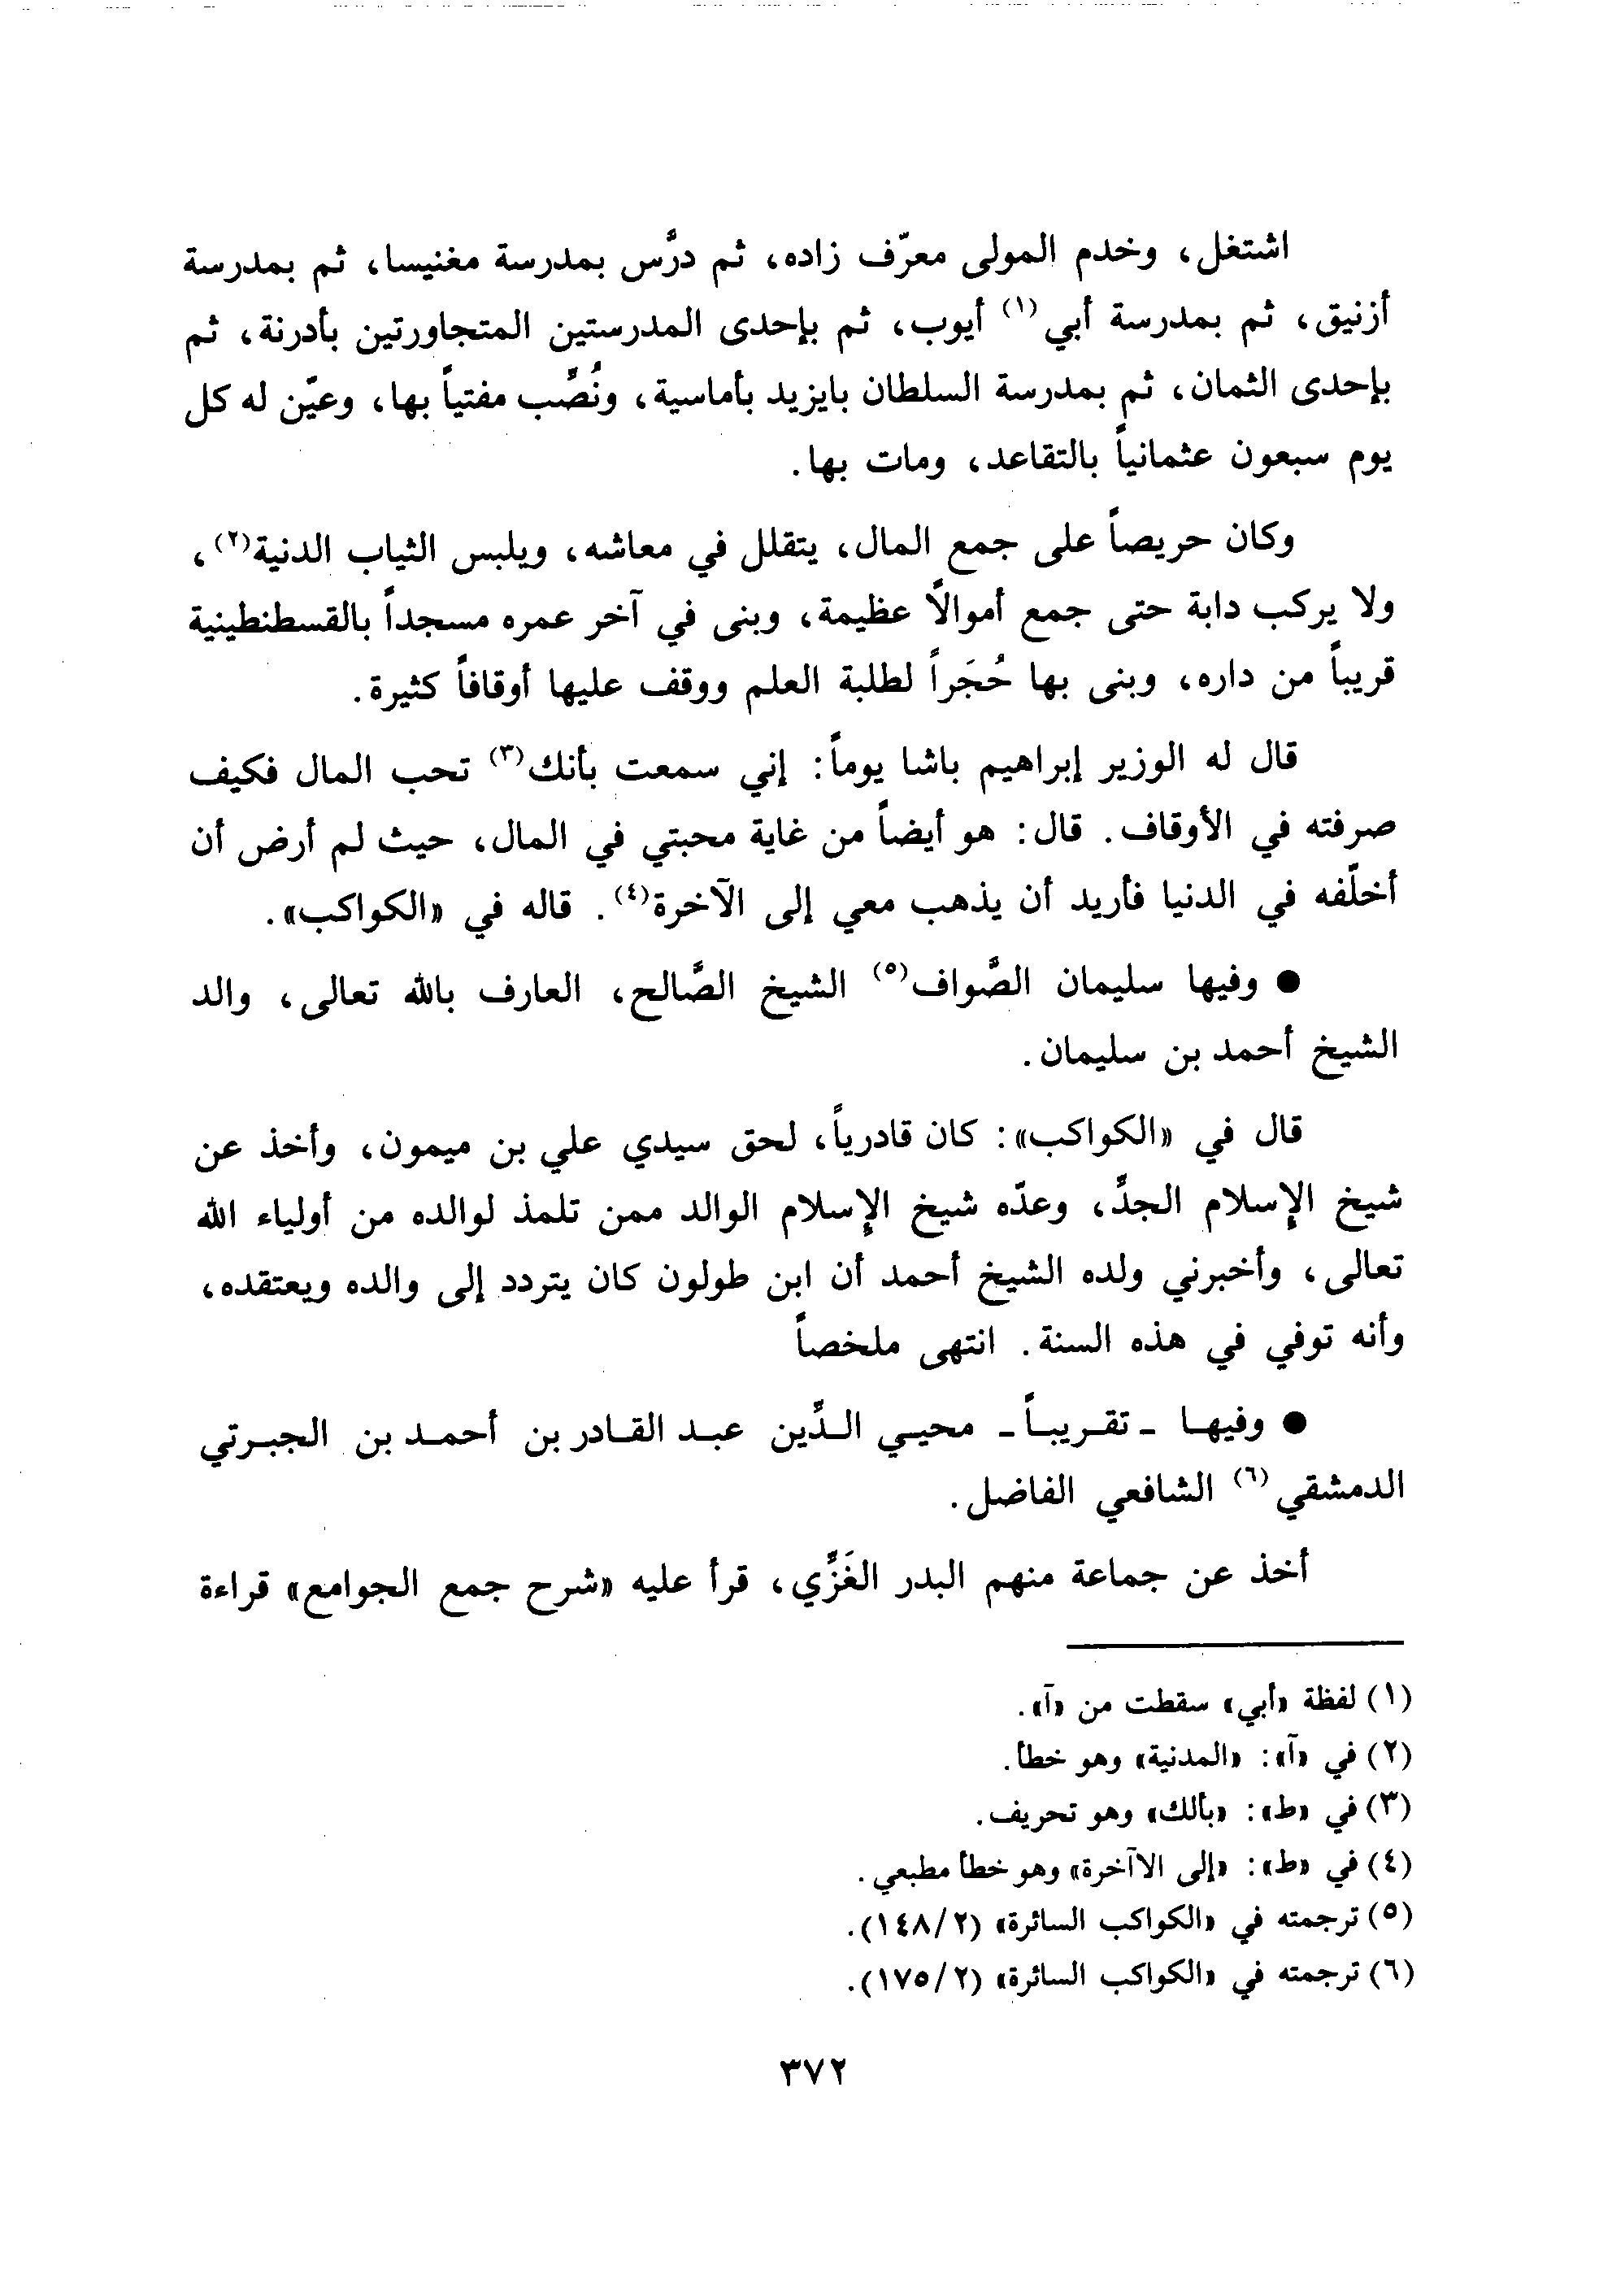 اشتغل، وخدم المولى معرّف زاده، ثم درَّس بمدرسة مغنيسا، ثم بمدرسة
أزنيق، ثم بمدرسة أبي(١) أيوب، ثم بإحدى المدرستين المتجاورتين بأدرنة، ثم
بإحدى الثمان، ثم بمدرسة السلطان بايزيد بأماسية، ونُصِّب مفتياً بها، وعيّن له كل
يوم سبعون عثمانياً بالتقاعد، ومات بها.
وكان حريصاً على جمع المال، يتقلل في معاشه، ويلبس الثياب الدنية(٢)،
ولا يركب دابة حتى جمع أموالاً عظيمة، وبنى في آخر عمره مسجداً بالقسطنطينية
قريباً من داره، وبنى بها حُجَراً لطلبة العلم ووقف عليها أوقافاً كثيرة.
قال له الوزير إبراهيم باشا يوماً: إني سمعت بأنك(٣) تحب المال فكيف
صرفته في الأوقاف. قال: هو أيضاً من غاية محبتي في المال، حيث لم أرض أن
أخلّفه في الدنيا فأريد أن يذهب معي إلى الآخرة(٤). قاله في «الكواكب».
● وفيها سليمان الصَّواف(٥) الشيخ الصَّالح، العارف بالله تعالى، والد
الشيخ أحمد بن سليمان.
قال في «الكواكب»: كان قادرياً، لحق سيدي علي بن ميمون، وأخذ عن
شيخ الإسلام الجدِّ، وعدّه شيخ الإسلام الوالد ممن تلمذ لوالده من أولياء الله
تعالى، وأخبرني ولده الشيخ أحمد أن ابن طولون كان يتردد إلى والده ويعتقده،
وأنه توفي في هذه السنة. انتهى ملخصاً
● وفيها ـ تقريباً ـ محيي الدِّين عبد القادر بن أحمد بن الجبرتي
الدمشقي(٦) الشافعي الفاضل.
أخذ عن جماعة منهم البدر الغَزِّي، قرأ عليه «شرح جمع الجوامع» قراءة
(١) لفظة «أبي» سقطت من «آ».
(٢) في «آ»: «المدنية» وهو خطأ.
(٣) في «ط»: «بألك» وهو تحريف.
(٤) في «ط»: «إلى الاآخرة» وهو خطأ مطبعي.
(٥) ترجمته في «الكواكب السائرة» (٢/١٤٨).
(٦) ترجمته في «الكواكب السائرة» (٢/١٧٥).
٣٧٢